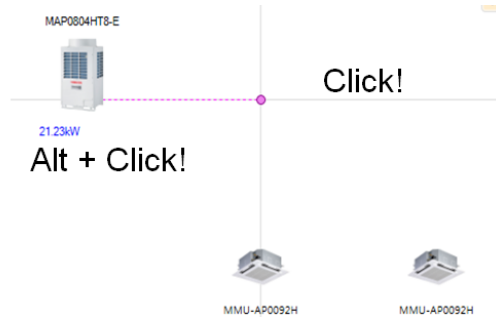 MAP0804HT8-E
Click!
21.23kW
Alt + Click!
MMU-AP0092H MMU-AP0092H